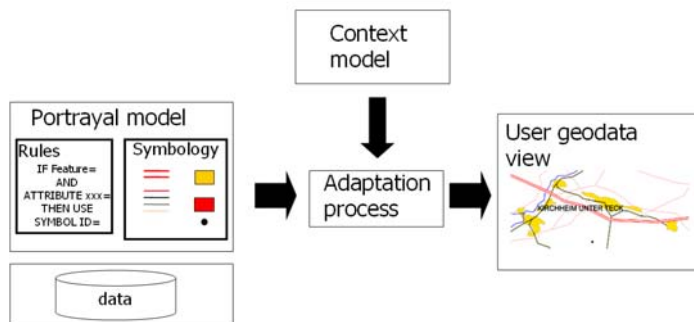 Context
model
Portrayal model
Rules
IF Feature=
AND
ATTRIBUTE xxx=
THEN USE
SYMBOL ID=
Symbology
Adaptation
process
User geodata
view
KIRCHHEIM UNTER TECK
data